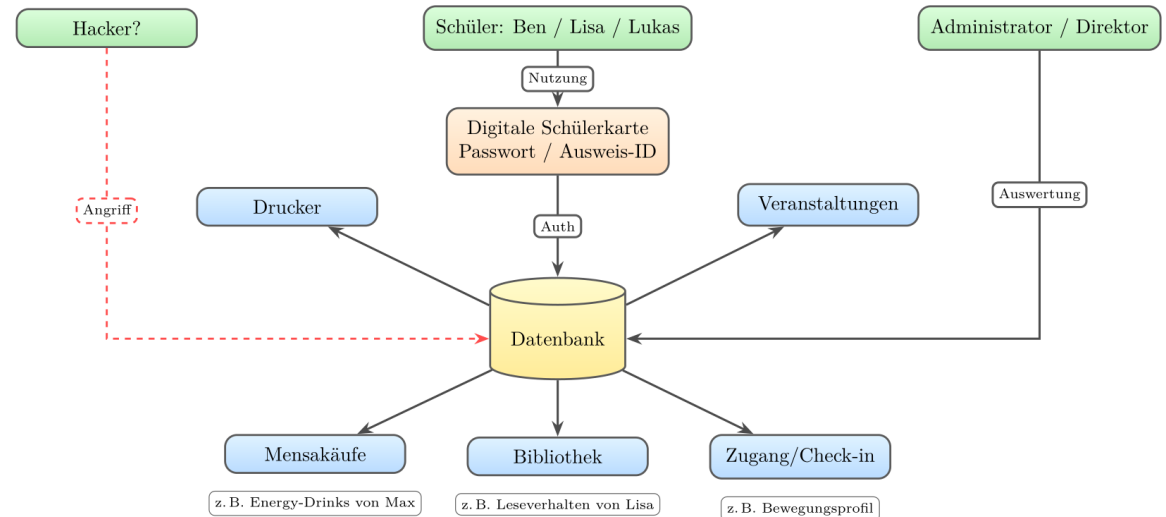 Hacker?
Schüler: Ben / Lisa / Lukas
Administrator / Direktor
Nutzung
Digitale Schülerkarte
Passwort / Ausweis-ID
Angriff
Drucker
Auth
Veranstaltungen
Auswertung
Datenbank
Mensakäufe
Bibliothek
Zugang/Check-in
z. B. Energy-Drinks von Max
z. B. Leseverhalten von Lisa
z. B. Bewegungsprofil